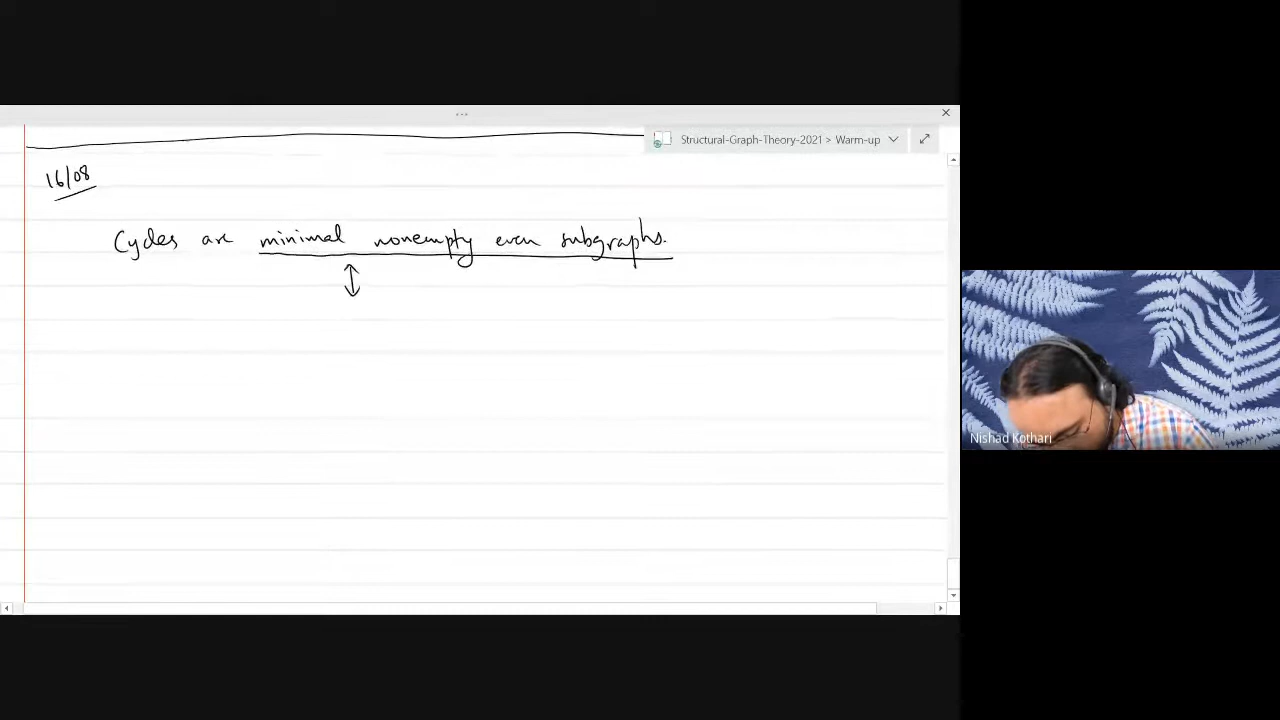 Structural-Graph-Theory-2021 > Warm-up
16/08
Cycles are minimal nonempty even subgraphs.
Nishad Kothari